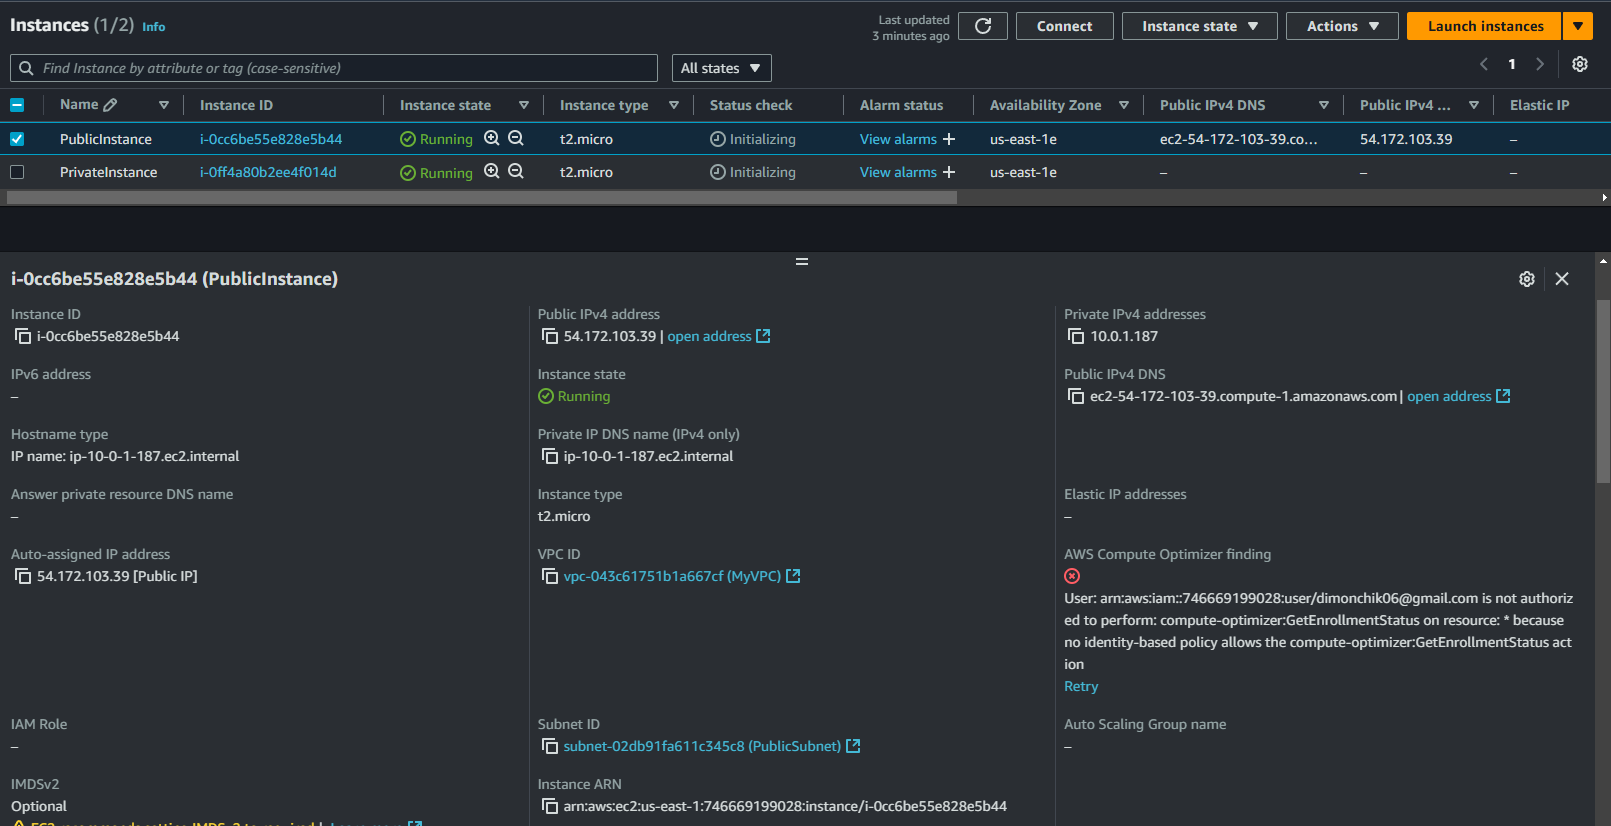 Instances (1/2) Info
Last updated
3 minutes ago
Connect
Instance state
Actions
Launch instances
Find Instance by attribute or tag (case-sensitive)
All states
1
Name Instance ID Instance state Instance type Status check Alarm status Availability Zone Public IPv4 DNS Public IPv4 ... Elastic IP
PublicInstance i-0cc6be55e828e5b44 Running t2.micro Initializing View alarms + us-east-1e ec2-54-172-103-39.co... 54.172.103.39 –
PrivateInstance i-0ff4a80b2ee4f014d Running t2.micro Initializing View alarms + us-east-1e – – –
i-0cc6be55e828e5b44 (PublicInstance)
Instance ID
i-0cc6be55e828e5b44
Public IPv4 address
54.172.103.39 | open address
Private IPv4 addresses
10.0.1.187
IPv6 address
–
Instance state
Running
Public IPv4 DNS
ec2-54-172-103-39.compute-1.amazonaws.com | open address
Hostname type
IP name: ip-10-0-1-187.ec2.internal
Private IP DNS name (IPv4 only)
ip-10-0-1-187.ec2.internal
Answer private resource DNS name
–
Instance type
t2.micro
Elastic IP addresses
–
Auto-assigned IP address
54.172.103.39 [Public IP]
VPC ID
vpc-043c61751b1a667cf (MyVPC)
AWS Compute Optimizer finding
User: arn:aws:iam::746669199028:user/dimonchik06@gmail.com is not authoriz
ed to perform: compute-optimizer:GetEnrollmentStatus on resource: * because
no identity-based policy allows the compute-optimizer:GetEnrollmentStatus act
ion
Retry
IAM Role
–
Subnet ID
subnet-02db91fa611c345c8 (PublicSubnet)
Auto Scaling Group name
–
IMDSv2
Optional
Instance ARN
arn:aws:ec2:us-east-1:746669199028:instance/i-0cc6be55e828e5b44